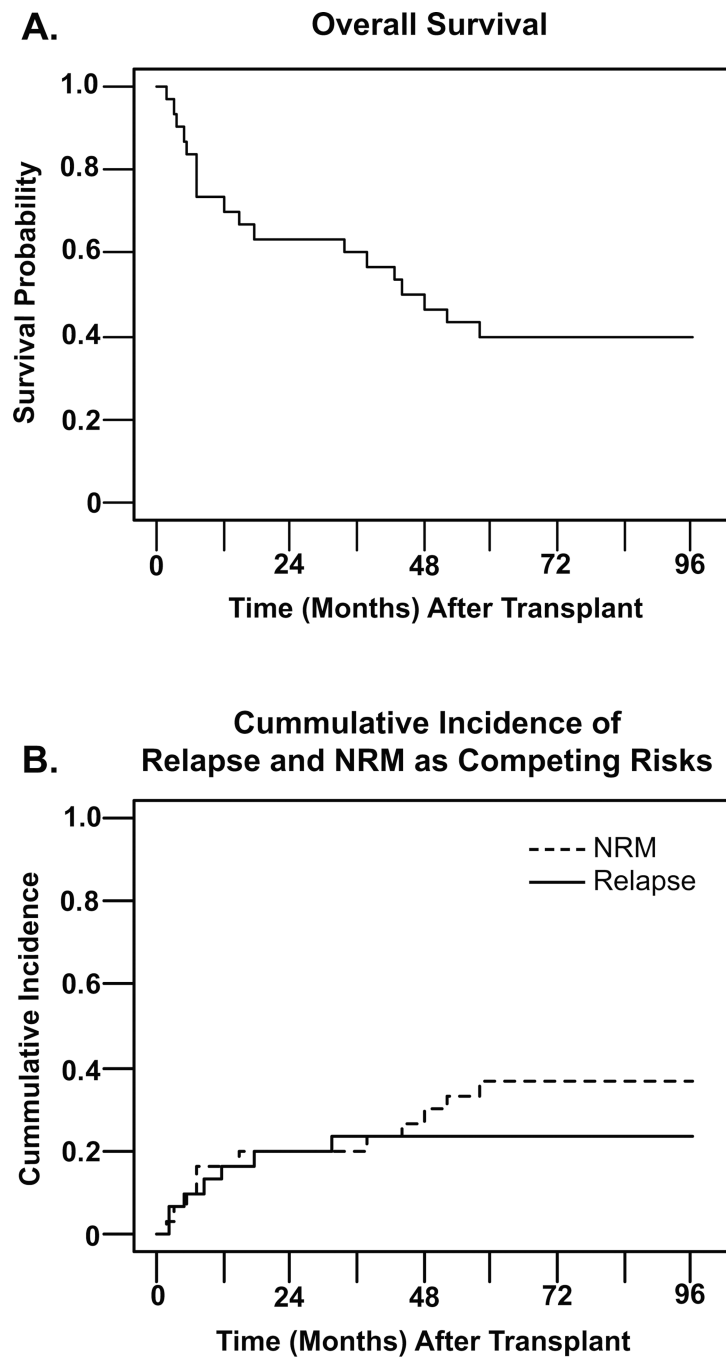 A.
Overall Survival
Survival Probability
1.0
0.8
0.6
0.4
0.2
0
0 24 48 72 96
Time (Months) After Transplant
B.
Cummulative Incidence of
Relapse and NRM as Competing Risks
Cummulative Incidence
1.0
0.8
0.6
0.4
0.2
0
NRM
Relapse
0 24 48 72 96
Time (Months) After Transplant